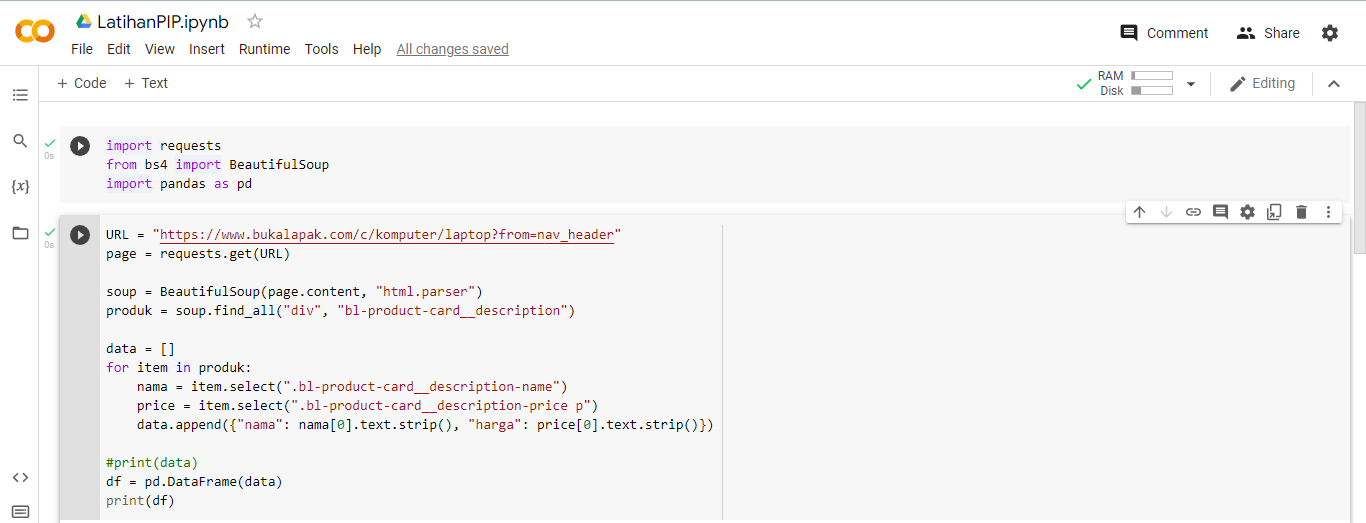 LatihanPIP.ipynb
File Edit View Insert Runtime Tools Help All changes saved
Comment
Share
+ Code + Text
RAM
Disk
Editing
0s
import requests
from bs4 import BeautifulSoup
import pandas as pd
{x}
0s
URL = "https://www.bukalapak.com/c/komputer/laptop?from=nav_header"
page = requests.get(URL)
soup = BeautifulSoup(page.content, "html.parser")
produk = soup.find_all("div", "bl-product-card__description")
data = []
for item in produk:
    nama = item.select(".bl-product-card__description-name")
    price = item.select(".bl-product-card__description-price p")
    data.append({"nama": nama[0].text.strip(), "harga": price[0].text.strip()})
#print(data)
df = pd.DataFrame(data)
print(df)